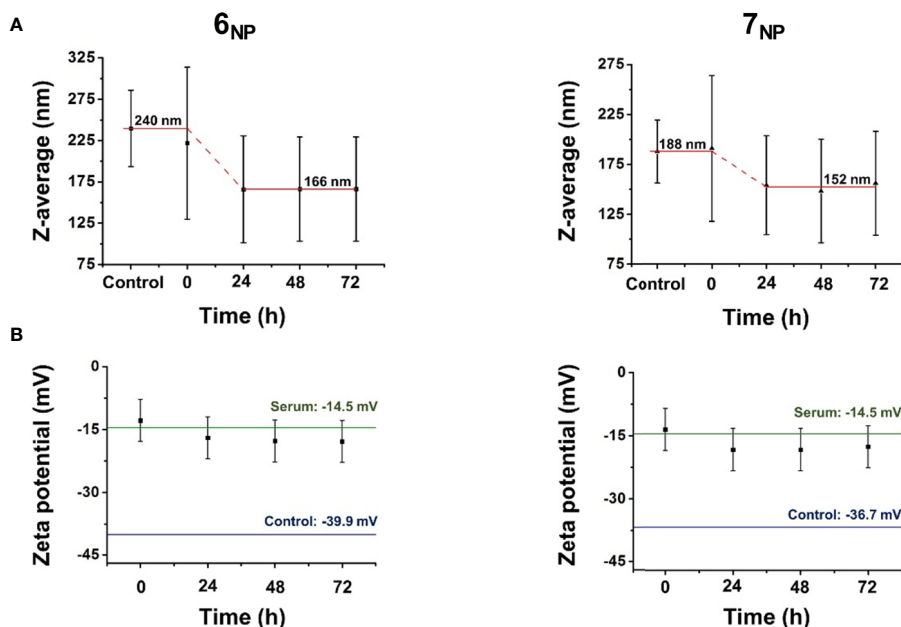 A
6NP
325
275
225
175
125
75
Z-average (nm)
240 nm
166 nm
Control 0 24 48 72
Time (h)
7NP
275
225
175
125
75
Z-average (nm)
188 nm
152 nm
Control 0 24 48 72
Time (h)
B
0
-15
-30
-45
Zeta potential (mV)
Serum: -14.5 mV
Control: -39.9 mV
0 24 48 72
Time (h)
0
-15
-30
-45
Zeta potential (mV)
Serum: -14.5 mV
Control: -36.7 mV
0 24 48 72
Time (h)